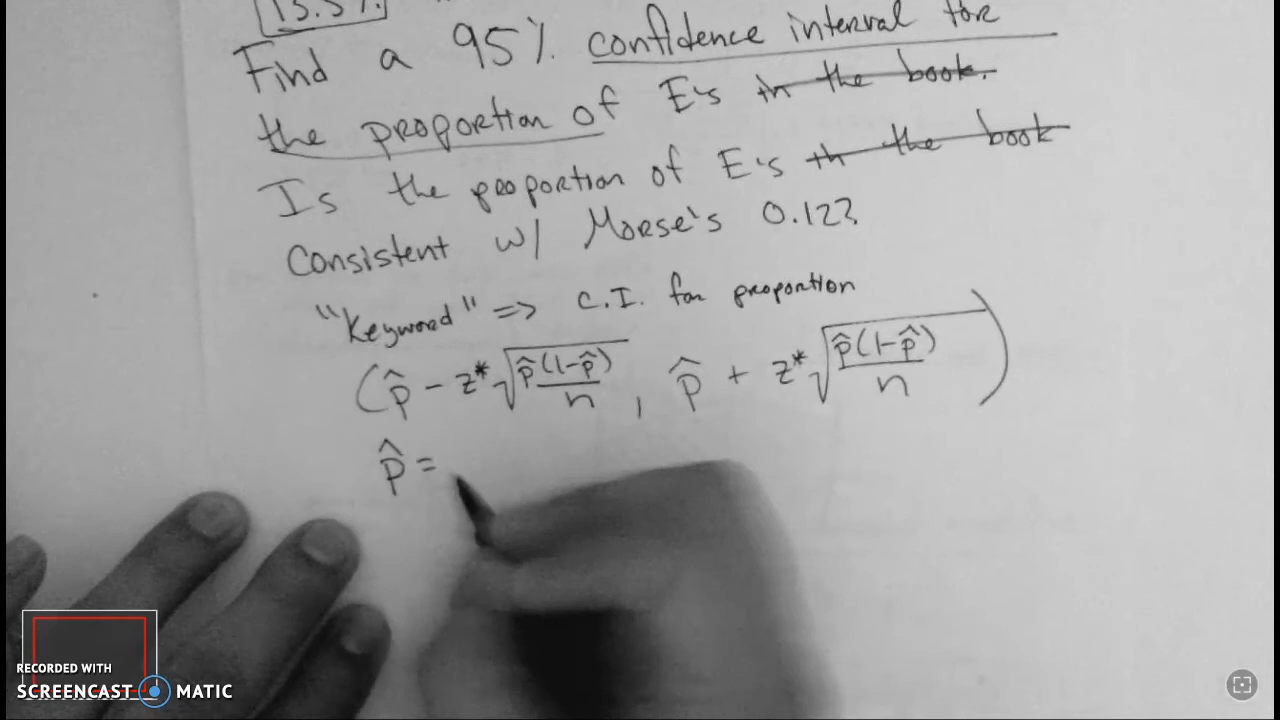 13.5%
Find a 95% confidence interval for
the proportion of E's in the book.
Is the proportion of E's in the book
Consistent w/ Morse's 0.12?
"Keyword" => C.I. for proportion
(p̂ - z*√(p̂(1-p̂)/n), p̂ + z*√(p̂(1-p̂)/n))
p̂ =
RECORDED WITH
SCREENCAST MATIC